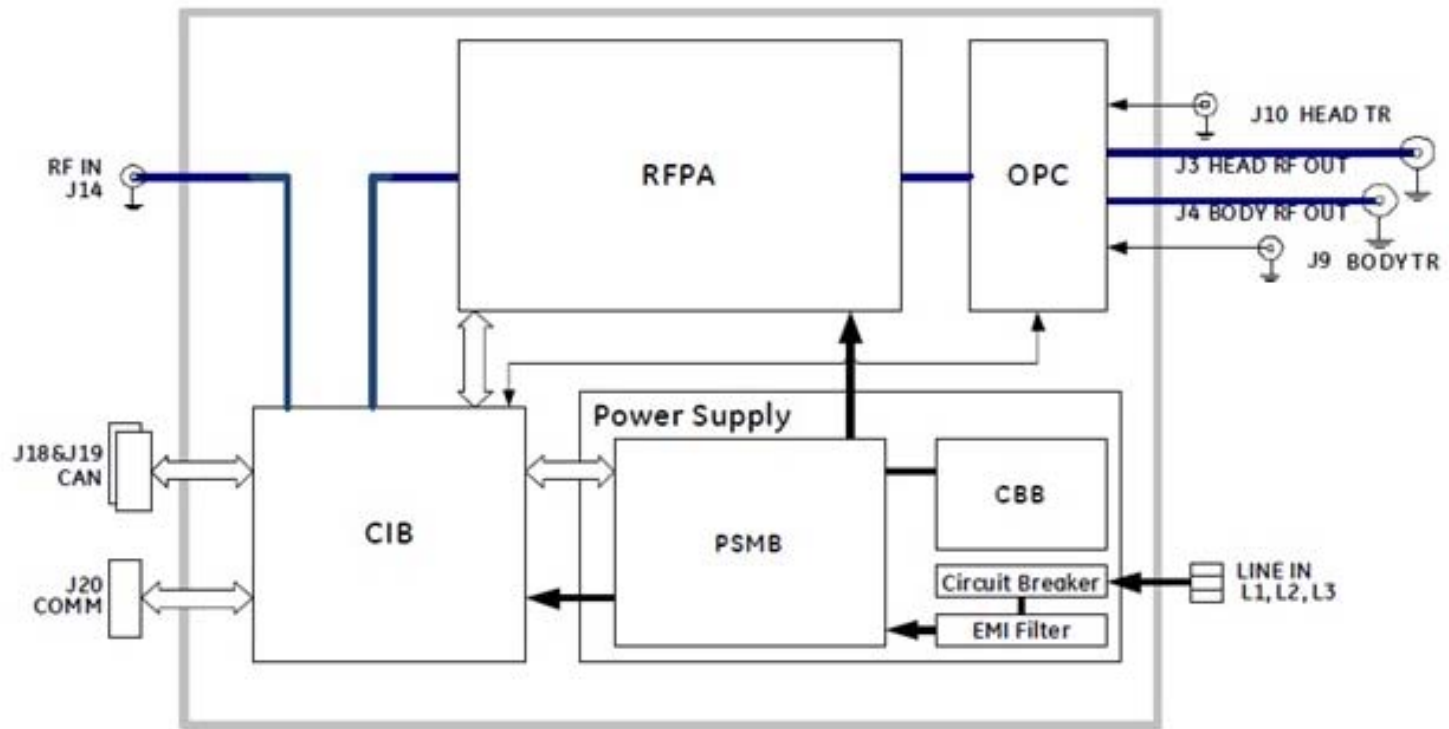 RFPA
OPC
J10 HEAD TR
RF IN
J14
J3 HEAD RF OUT
J4 BODY RF OUT
J9 BODY TR
Power Supply
J18&J19
CAN
CIB
PSMB
CBB
J20
COMM
Circuit Breaker
EMI Filter
LINE IN
L1, L2, L3